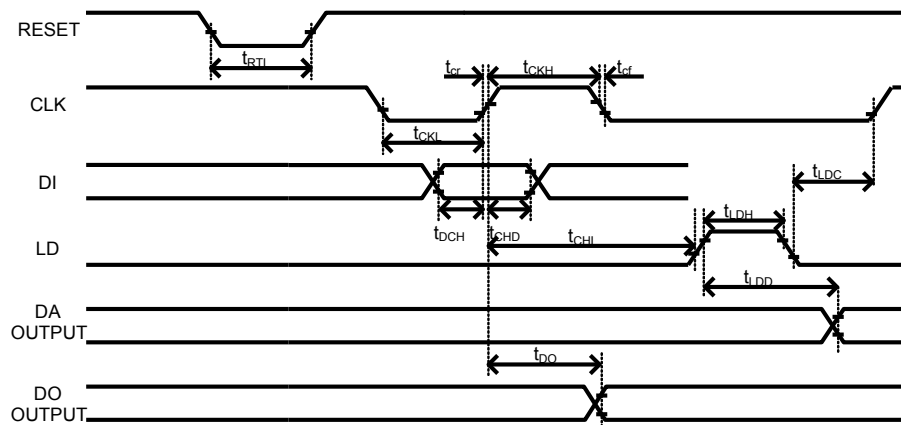 RESET
tRTL
tcr
tCKH
tcf
CLK
tCKL
DI
tLDC
tDCH
tCHD
tCHL
tLDH
LD
tLDD
DA
OUTPUT
tDO
DO
OUTPUT